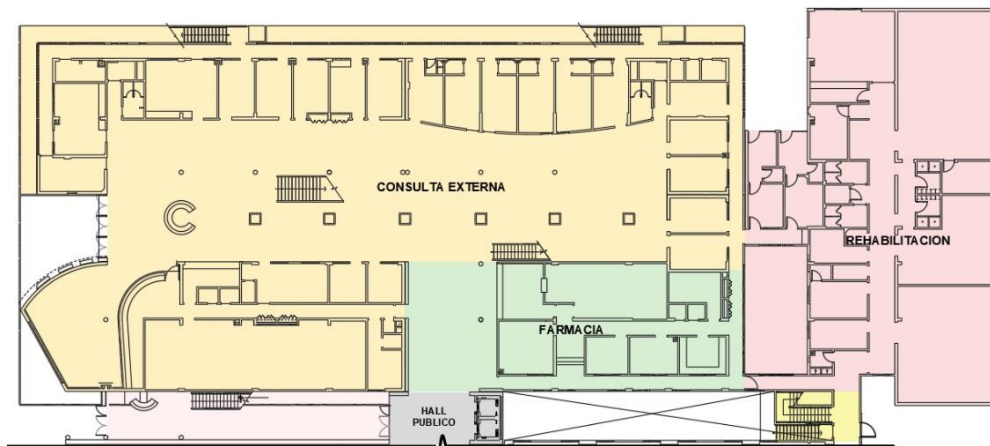 CONSULTA EXTERNA
REHABILITACION
FARMACIA
HALL
PUBLICO